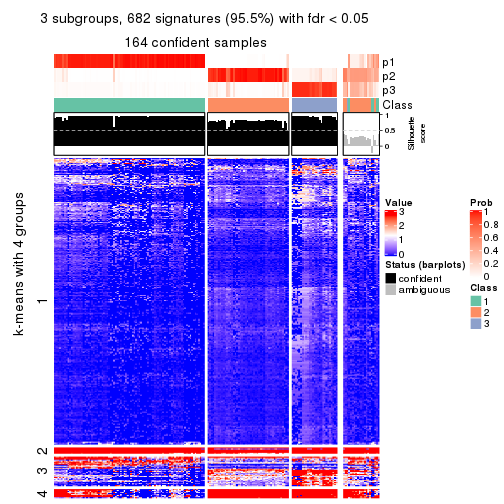 3 subgroups, 682 signatures (95.5%) with fdr < 0.05
164 confident samples
p1
p2
p3
Class
1
0.5
0
Silhouette
score
k-means with 4 groups
1
2
3
4
Value
3
2
1
0
Status (barplots)
confident
ambiguous
Prob
1
0.8
0.6
0.4
0.2
0
Class
1
2
3